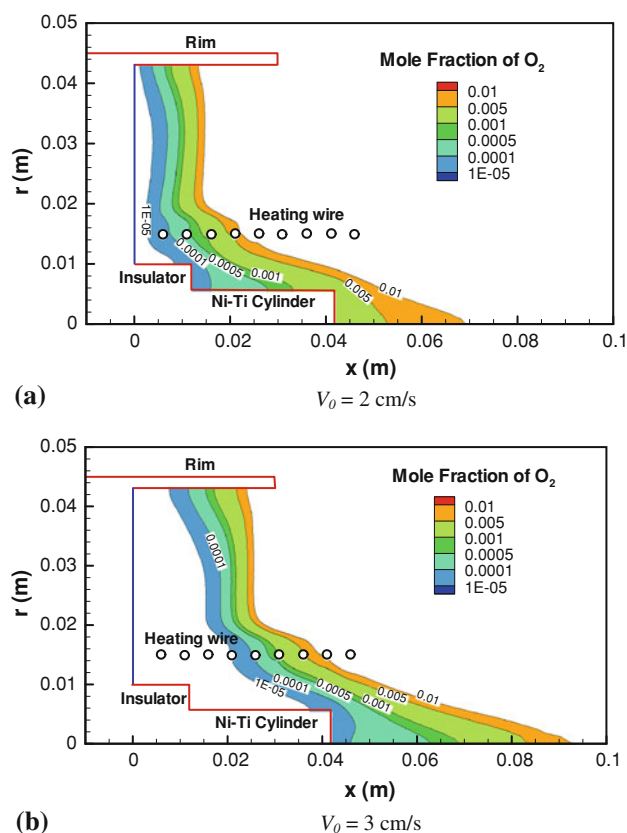 0.05
0.04
0.03
0.02
0.01
0
r (m)
Rim
Mole Fraction of O2
0.01
0.005
0.001
0.0005
0.0001
1E-05
Heating wire
1E-05
0.0001
0.0005
0.001
0.005
0.01
Insulator
Ni-Ti Cylinder
0 0.02 0.04 0.06 0.08 0.1
x (m)
(a) V0 = 2 cm/s
0.05
0.04
0.03
0.02
0.01
0
r (m)
Rim
Mole Fraction of O2
0.01
0.005
0.001
0.0005
0.0001
1E-05
0.0001
Heating wire
1E-05
0.0001
0.0005
0.001
0.005
0.01
Insulator
Ni-Ti Cylinder
0 0.02 0.04 0.06 0.08 0.1
x (m)
(b) V0 = 3 cm/s